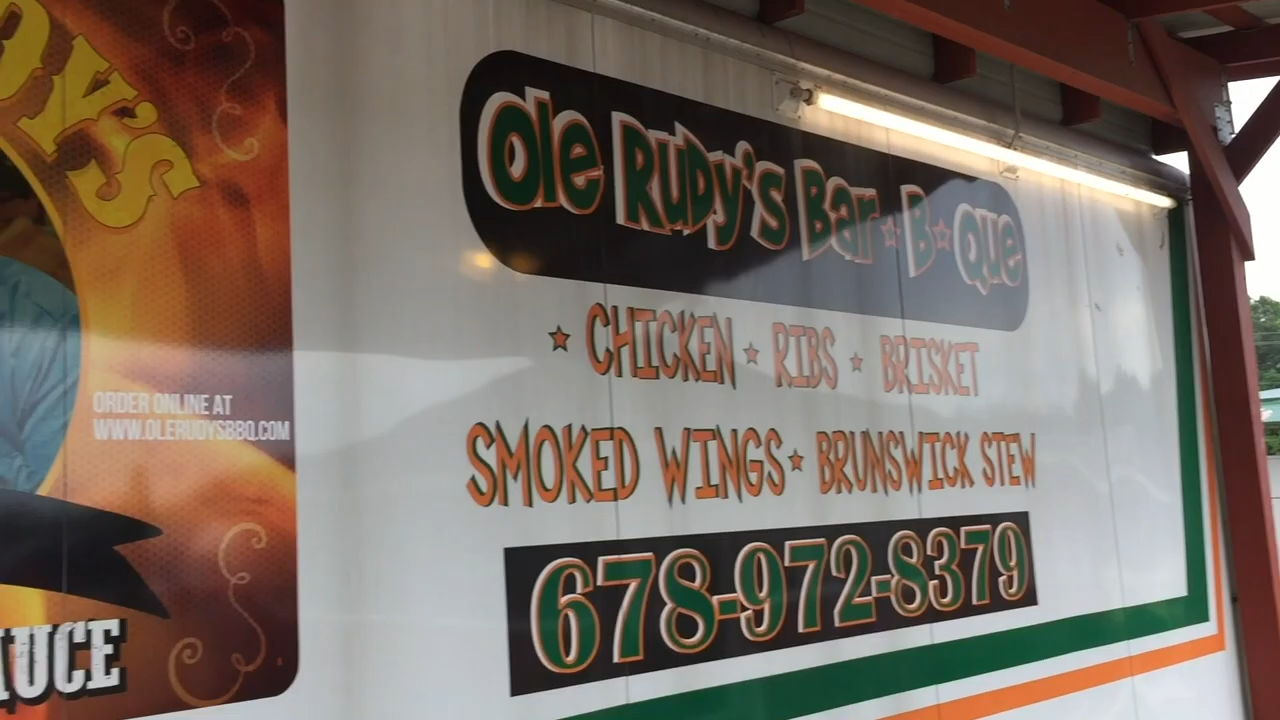 ORDER ONLINE AT
WWW.OLERUDYSBBQ.COM
Ole Rudy's Bar·B·Que
CHICKEN RIBS BRISKET
SMOKED WINGS BRUNSWICK STEW
678-972-8379